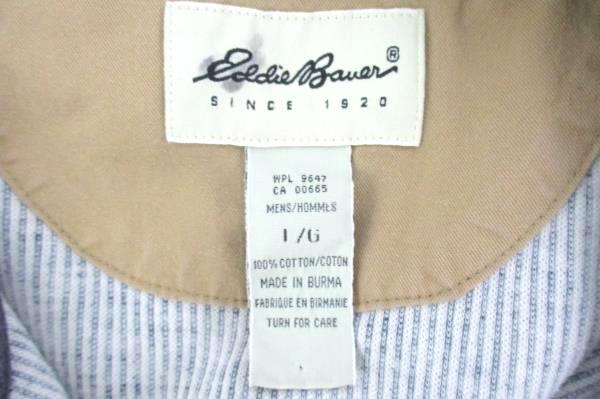 Eddie Bauer®
SINCE 1920
WPL 9647
CA 00665
MENS/HOMMES
L/G
100% COTTON/COTON
MADE IN BURMA
FABRIQUE EN BIRMANIE
TURN FOR CARE